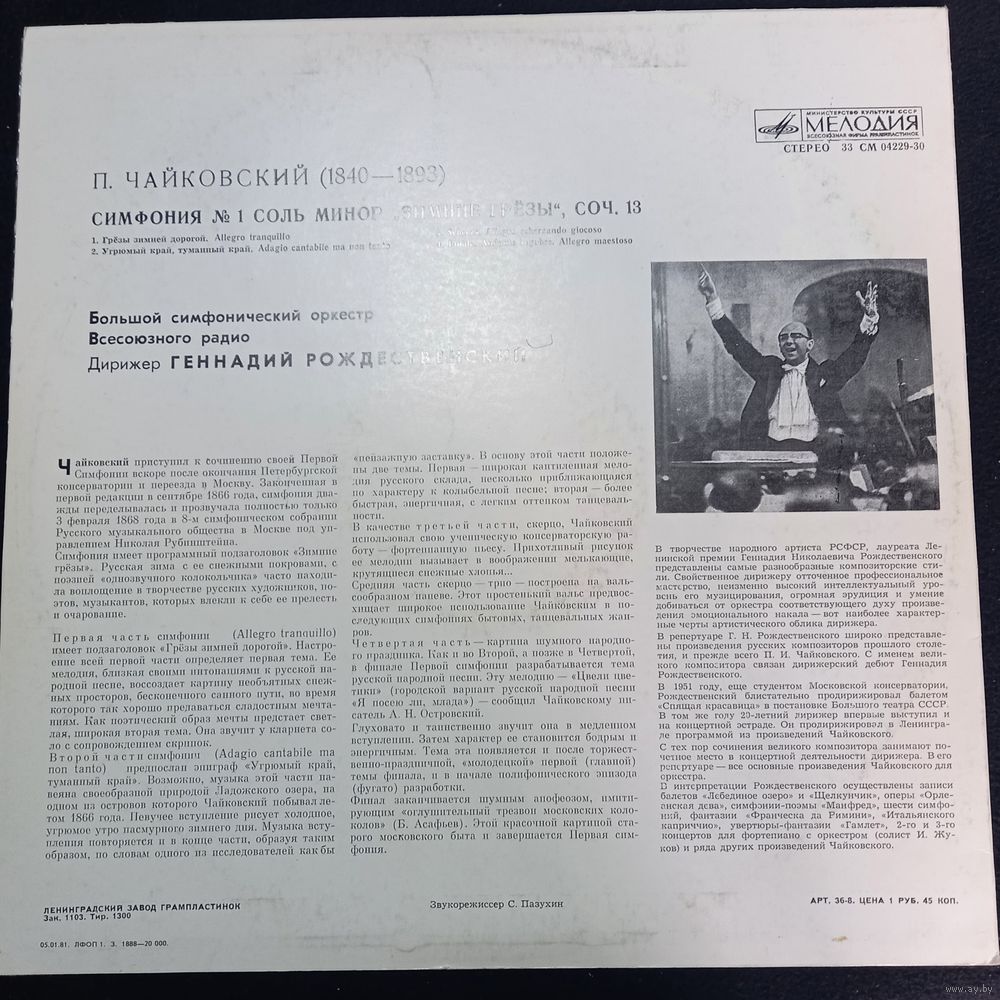 МИНИСТЕРСТВО КУЛЬТУРЫ СССР
МЕЛОДИЯ
ВСЕСОЮЗНАЯ ФИРМА ГРАМПЛАСТИНОК
СТЕРЕО 33 СМ 04229-30
П. ЧАЙКОВСКИЙ (1840—1893)
СИМФОНИЯ № 1 СОЛЬ МИНОР „ЗИМНИЕ ГРЁЗЫ“, СОЧ. 13
1. Грёзы зимней дорогой. Allegro tranquillo
2. Угрюмый край, туманный край. Adagio cantabile ma non tanto
scherzando giocoso
Allegro maestoso
Большой симфонический оркестр
Всесоюзного радио
Дирижер ГЕННАДИЙ РОЖДЕСТВЕНСКИЙ
Чайковский приступил к сочинению своей Первой
Симфонии вскоре после окончания Петербургской
консерватории и переезда в Москву. Законченная в
первой редакции в сентябре 1866 года, симфония два-
жды переделывалась и прозвучала полностью только
3 февраля 1868 года в 8-м симфоническом собрании
Русского музыкального общества в Москве под уп-
равлением Николая Рубинштейна.
Симфония имеет программный подзаголовок «Зимние
грёзы». Русская зима с ее снежными покровами, с
поэзией «однозвучного колокольчика» часто находи-
ла воплощение в творчестве русских художников, по-
этов, музыкантов, которых влекли к себе ее прелесть
и очарование.
Первая часть симфонии (Allegro tranquillo)
имеет подзаголовок «Грёзы зимней дорогой». Настро-
ение всей первой части определяет первая тема. Ее
мелодия, близкая своими интонациями к русской на-
родной песне, воссоздает картину необъятных снеж-
ных просторов, бесконечного санного пути, во время
которого так хорошо предаваться сладостным мечта-
ниям. Как поэтический образ мечты предстает свет-
лая, широкая вторая тема. Она звучит у кларнета со-
ло с сопровождением скрипок.
Второй части симфонии (Adagio cantabile ma
non tanto) предпослан эпиграф «Угрюмый край,
туманный край». Возможно, музыка этой части на-
веяна своеобразной природой Ладожского озера, на
одном из островов которого Чайковский побывал ле-
том 1866 года. Певучее вступление рисует холодное,
угрюмое утро пасмурного зимнего дня. Музыка всту-
пления повторяется и в конце части, образуя таким
образом, по словам одного из исследователей как бы
«пейзажную заставку». В основу этой части положе-
ны две темы. Первая — широкая кантиленная мело-
дия русского склада, несколько приближающаяся
по характеру к колыбельной песне; вторая — более
быстрая, энергичная, с легким оттенком танцеваль-
ности.
В качестве третьей части, скерцо, Чайковский
использовал свою ученическую консерваторскую ра-
боту — фортепианную пьесу. Прихотливый рисунок
ее мелодии вызывает в воображении мелькающие,
крутящиеся снежные хлопья...
Средняя часть скерцо — трио — построена на валь-
сообразном напеве. Этот простенький вальс предвос-
хищает широкое использование Чайковским в по-
следующих симфониях бытовых, танцевальных жан-
ров.
Четвертая часть — картина шумного народно-
го праздника. Как и во Второй, а позже в Четвертой,
в финале Первой симфонии разрабатывается тема
русской народной песни. Эту мелодию — «Цвели цве-
тики» (городской вариант русской народной песни
«Я посею ли, млада») — сообщил Чайковскому пи-
сатель А. Н. Островский.
Глуховато и таинственно звучит она в медленном
вступлении. Затем характер ее становится бодрым и
энергичным. Тема эта появляется и после торжест-
венно-праздничной, «молодецкой» первой (главной)
темы финала, и в начале полифонического эпизода
(фугато) разработки.
Финал заканчивается шумным апофеозом, имити-
рующим «оглушительный трезвон московских коло-
колов» (Б. Асафьев). Этой красочной картиной ста-
рого московского быта и завершается Первая сим-
фония.
В творчестве народного артиста РСФСР, лауреата Ле-
нинской премии Геннадия Николаевича Рождественского
представлены самые разнообразные композиторские сти-
ли. Свойственное дирижеру отточенное профессиональное
мастерство, неизменно высокий интеллектуальный уро-
вень его музицирования, огромная эрудиция и умение
добиваться от оркестра соответствующего духу произве-
дения эмоционального накала — вот наиболее характер-
ные черты артистического облика дирижера.
В репертуаре Г. Н. Рождественского широко представле-
ны произведения русских композиторов прошлого столе-
тия, и прежде всего П. И. Чайковского. С именем вели-
кого композитора связан дирижерский дебют Геннадия
Рождественского.
В 1951 году, еще студентом Московской консерватории,
Рождественский блистательно продирижировал балетом
«Спящая красавица» в постановке Большого театра СССР.
В том же году 20-летний дирижер впервые выступил и
на концертной эстраде. Он продирижировал в Ленингра-
де программой из произведений Чайковского.
С тех пор сочинения великого композитора занимают по-
четное место в концертной деятельности дирижера. В его
репертуаре — все основные произведения Чайковского для
оркестра.
В интерпретации Рождественского осуществлены записи
балетов «Лебединое озеро» и «Щелкунчик», оперы «Орле-
анская дева», симфонии-поэмы «Манфред», шести симфо-
ний, фантазии «Франческа да Римини», «Итальянского
каприччио», увертюры-фантазии «Гамлет», 2-го и 3-го
концертов для фортепиано с оркестром (солист И. Жу-
ков) и ряда других произведений Чайковского.
ЛЕНИНГРАДСКИЙ ЗАВОД ГРАМПЛАСТИНОК
Зак. 1103. Тир. 1300
Звукорежиссер С. Пазухин
АРТ. 36-8. ЦЕНА 1 РУБ. 45 КОП.
05.01.81. ЛФОП 1. З. 1888—20 000.
www.ay.by